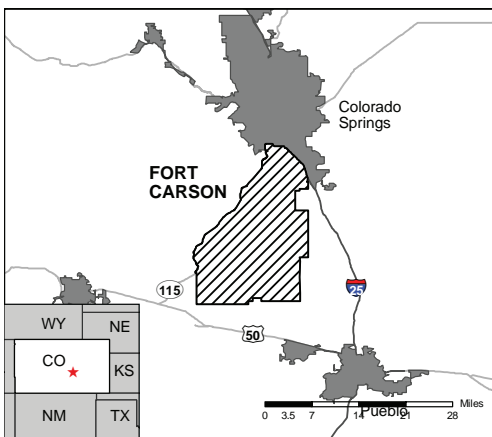 Colorado
Springs
FORT
CARSON
115
25
50
WY
NE
CO
KS
NM
TX
Miles
0 3.5 7 14 21 28
Pueblo